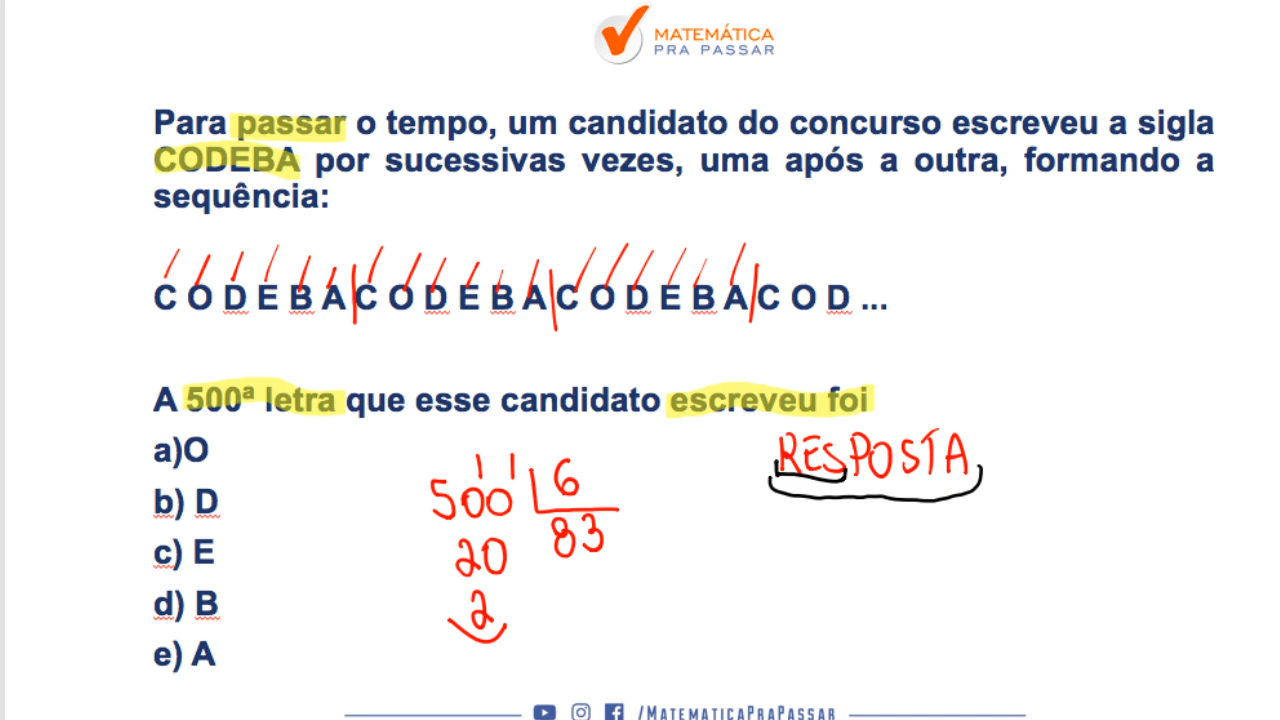 MATEMÁTICA
PRA PASSAR
Para passar o tempo, um candidato do concurso escreveu a sigla
CODEBA por sucessivas vezes, uma após a outra, formando a
sequência:
C O D E B A C O D E B A C O D E B A C O D ...
A 500ª letra que esse candidato escreveu foi
a)O
b) D
c) E
d) B
e) A
500 6
83
20
2
RESPOSTA
/MATEMATICAPRAPASSAR